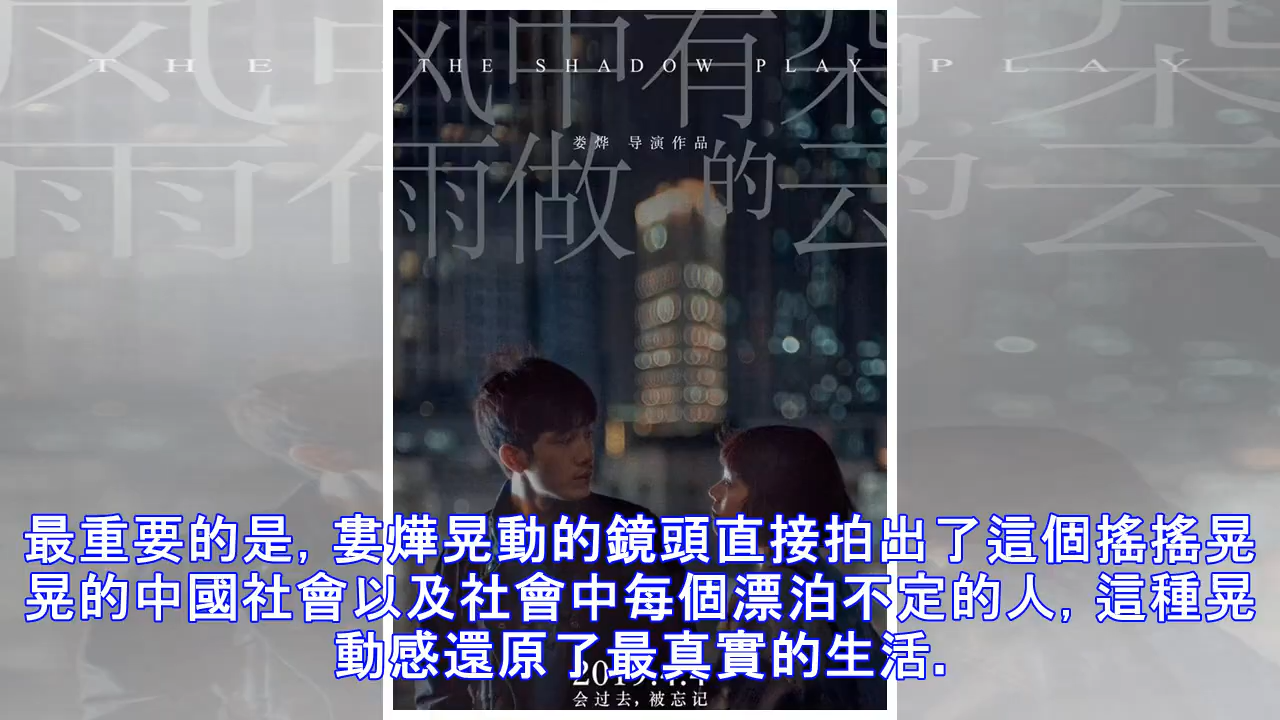 THE SHADOW PLAY
风中有朵
娄烨 导演作品
雨做的云
最重要的是, 婁燁晃動的鏡頭直接拍出了這個搖搖晃
晃的中國社會以及社會中每個漂泊不定的人, 這種晃
動感還原了最真實的生活.
2019.4.4
会过去, 被忘记